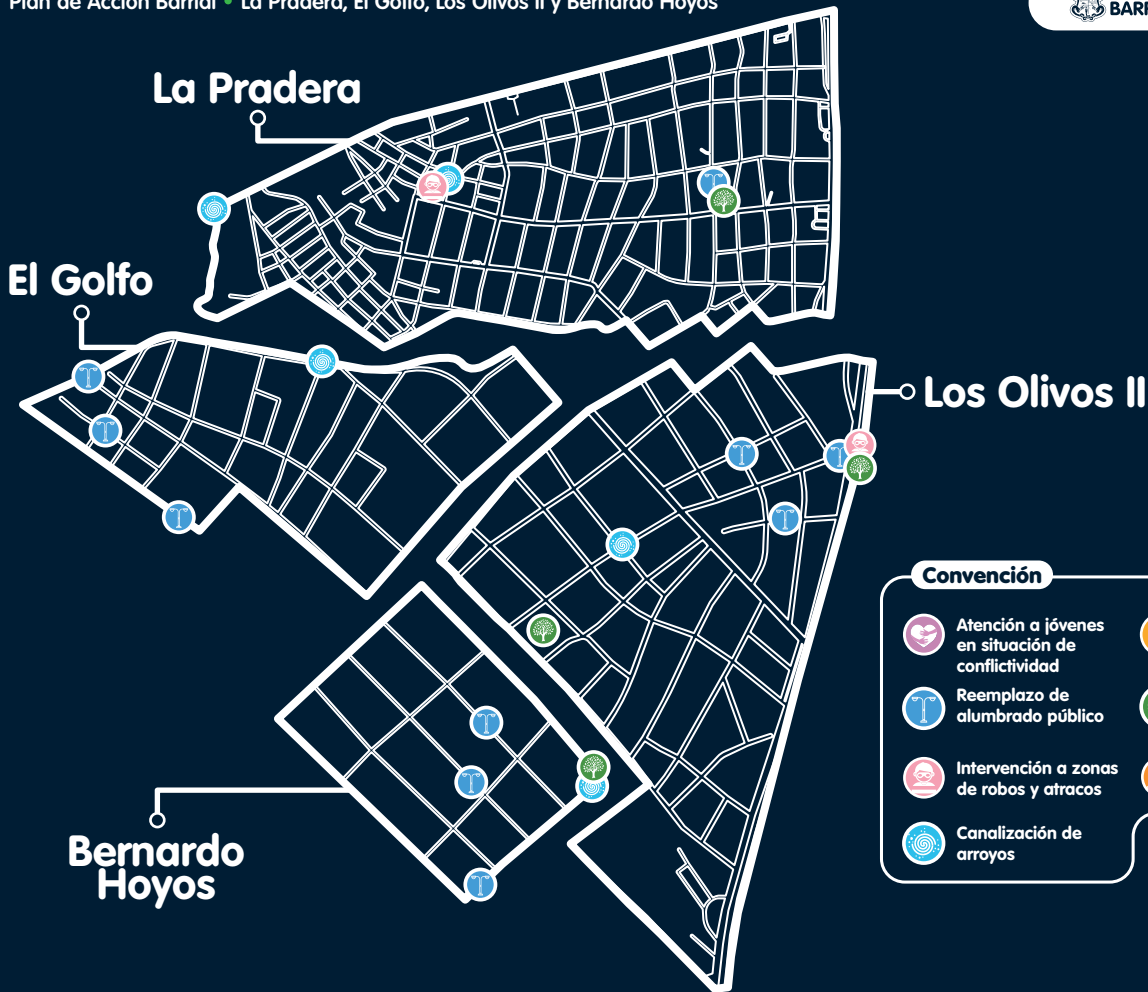 Plan de Acción Barrial • La Pradera, El Golfo, Los Olivos II y Bernardo Hoyos
La Pradera
El Golfo
Los Olivos II
Convención
Atención a jóvenes
en situación de
conflictividad
Reemplazo de
alumbrado público
Intervención a zonas
de robos y atracos
Canalización de
arroyos
Bernardo
Hoyos